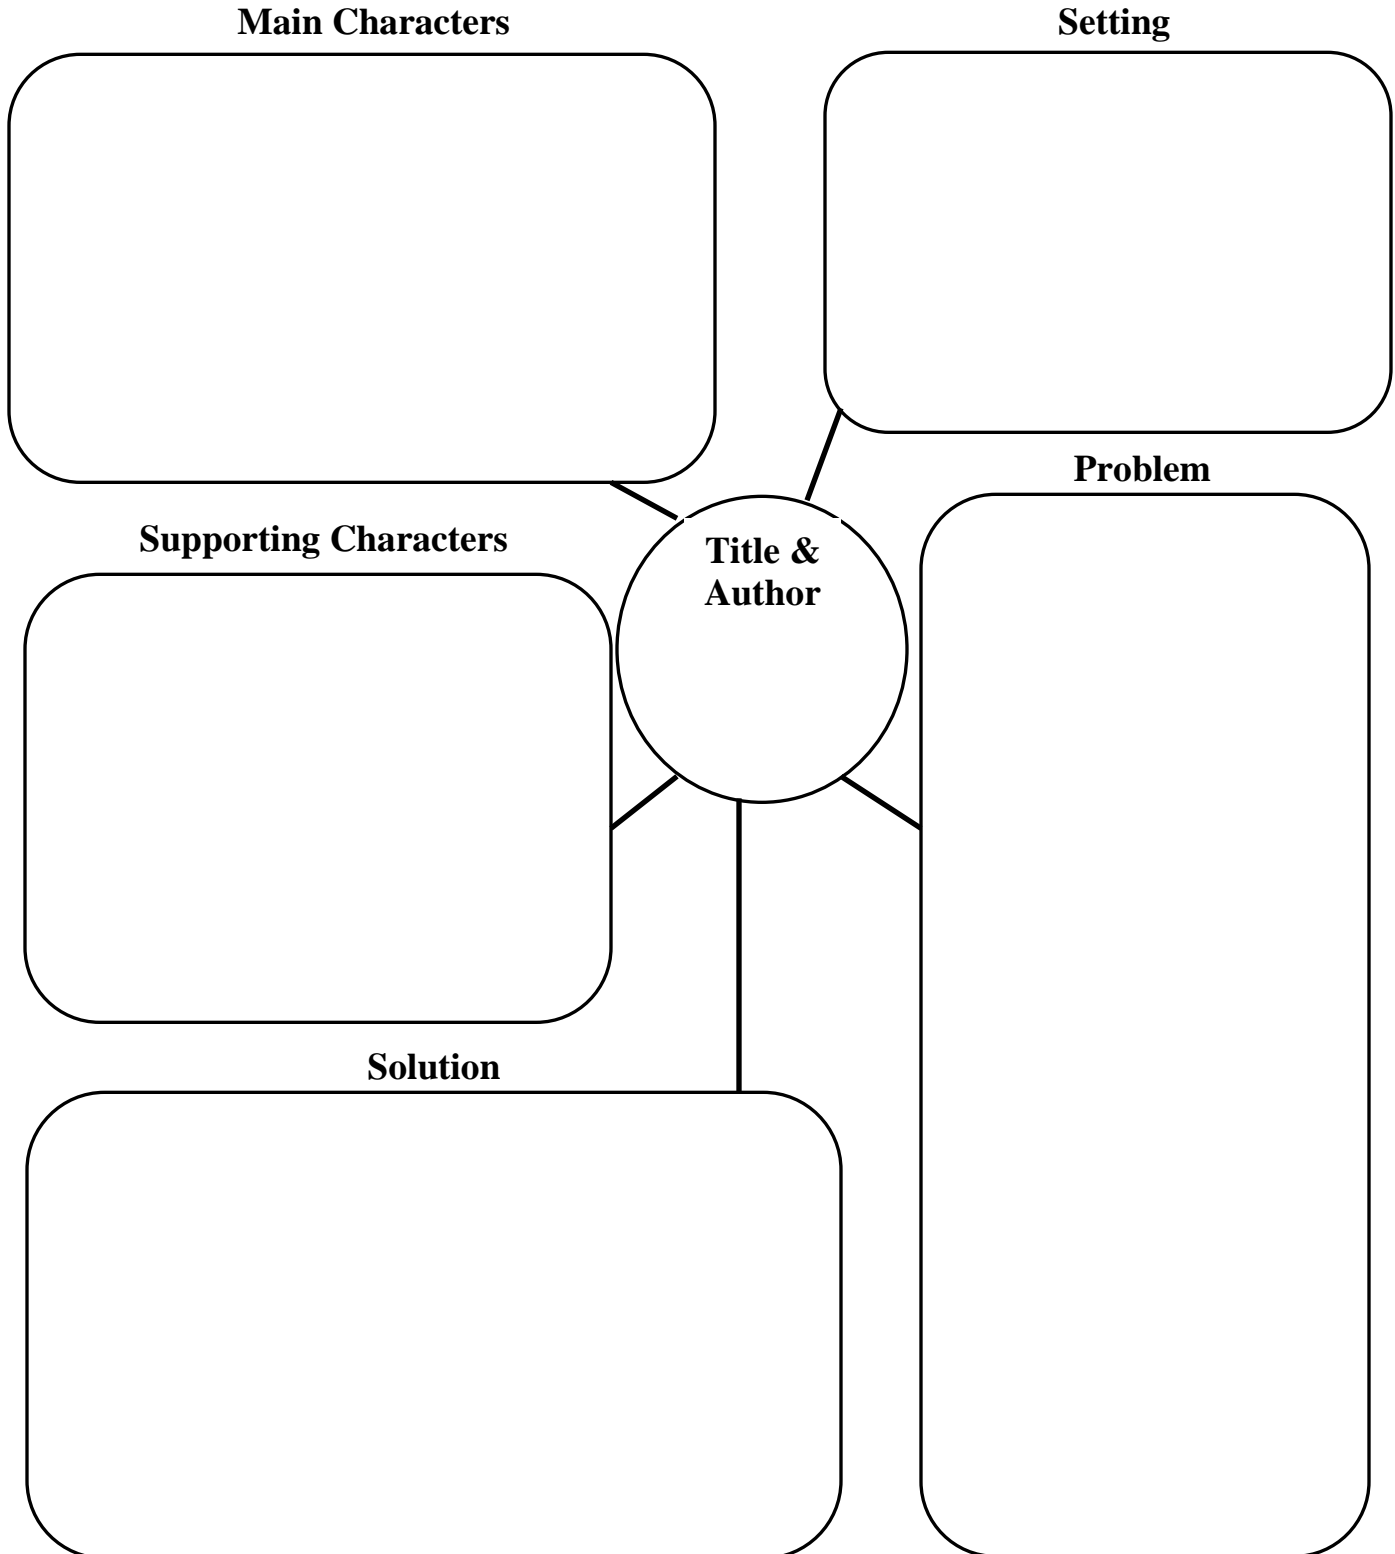 Main Characters
Setting
Problem
Supporting Characters
Title &
Author
Solution